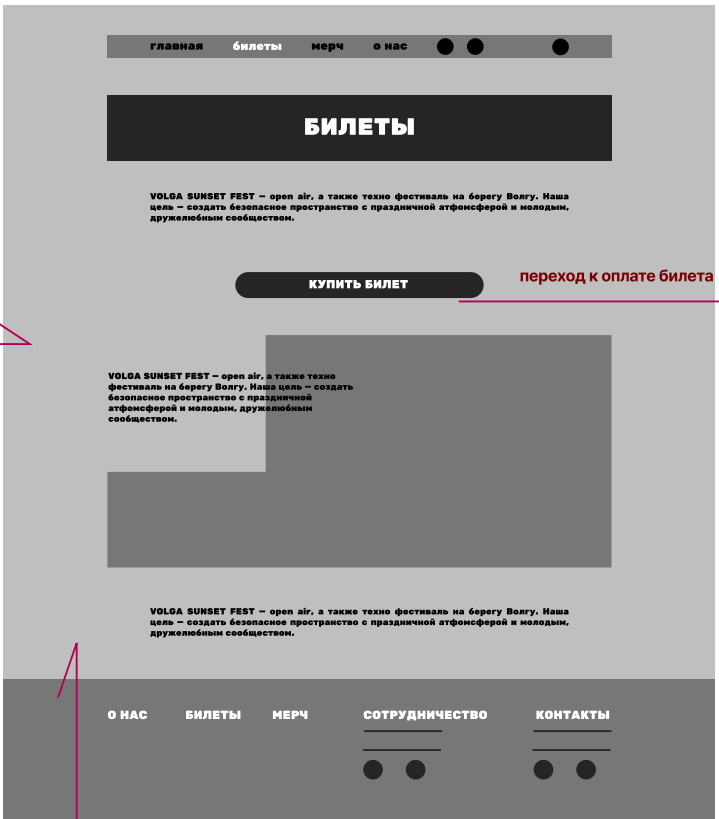 главная билеты мерч о нас
БИЛЕТЫ
VOLGA SUNSET FEST — open air, а также техно фестиваль на берегу Волгу. Наша
цель — создать безопасное пространство с праздничной атфомсферой и молодым,
дружелюбным сообществом.
переход к оплате билета
КУПИТЬ БИЛЕТ
VOLGA SUNSET FEST — open air, а также техно
фестиваль на берегу Волгу. Наша цель — создать
безопасное пространство с праздничной
атфомсферой и молодым, дружелюбным
сообществом.
VOLGA SUNSET FEST — open air, а также техно фестиваль на берегу Волгу. Наша
цель — создать безопасное пространство с праздничной атфомсферой и молодым,
дружелюбным сообществом.
О НАС БИЛЕТЫ МЕРЧ СОТРУДНИЧЕСТВО КОНТАКТЫ